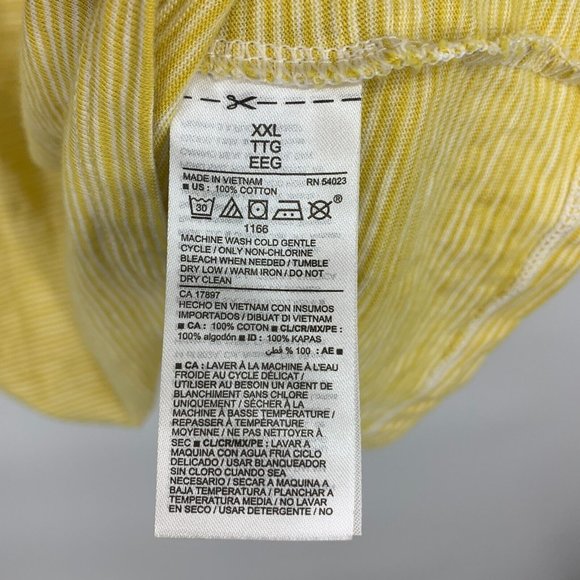 XXL
TTG
EEG
MADE IN VIETNAM RN 54023
■ US : 100% COTTON
30
®
1166
MACHINE WASH COLD GENTLE
CYCLE / ONLY NON-CHLORINE
BLEACH WHEN NEEDED / TUMBLE
DRY LOW / WARM IRON / DO NOT
DRY CLEAN
CA 17897
HECHO EN VIETNAM CON INSUMOS
IMPORTADOS / DIBUAT DI VIETNAM
■ CA : 100% COTON ■ CL/CR/MX/PE :
100% algodón ■ ID : 100% KAPAS
■ AE : 100 % قطن
■ CA : LAVER À LA MACHINE À L'EAU
FROIDE AU CYCLE DÉLICAT /
UTILISER AU BESOIN UN AGENT DE
BLANCHIMENT SANS CHLORE
UNIQUEMENT / SÉCHER À LA
MACHINE À BASSE TEMPÉRATURE /
REPASSER À TEMPÉRATURE
MOYENNE / NE PAS NETTOYER À
SEC ■ CL/CR/MX/PE : LAVAR A
MAQUINA CON AGUA FRIA CICLO
DELICADO / USAR BLANQUEADOR
SIN CLORO CUANDO SEA
NECESARIO / SECAR A MAQUINA A
BAJA TEMPERATURA / PLANCHAR A
TEMPERATURA MEDIA / NO LAVAR
EN SECO / USAR DETERGENTE / NO